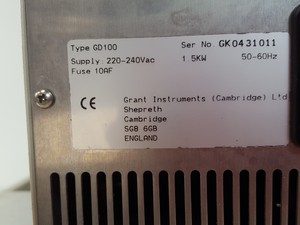 Type GD100 Ser No GK0431011
Supply 220-240Vac 1.5KW 50-60Hz
Fuse 10AF
CE Grant Instruments (Cambridge) Ltd
Shepreth
Cambridge
SG8 6GB
ENGLAND